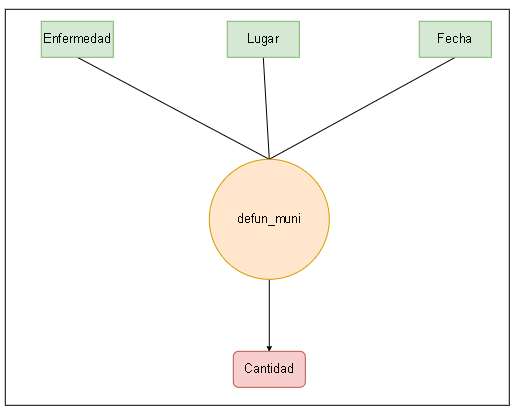 Enfermedad
Lugar
Fecha
defun_muni
Cantidad